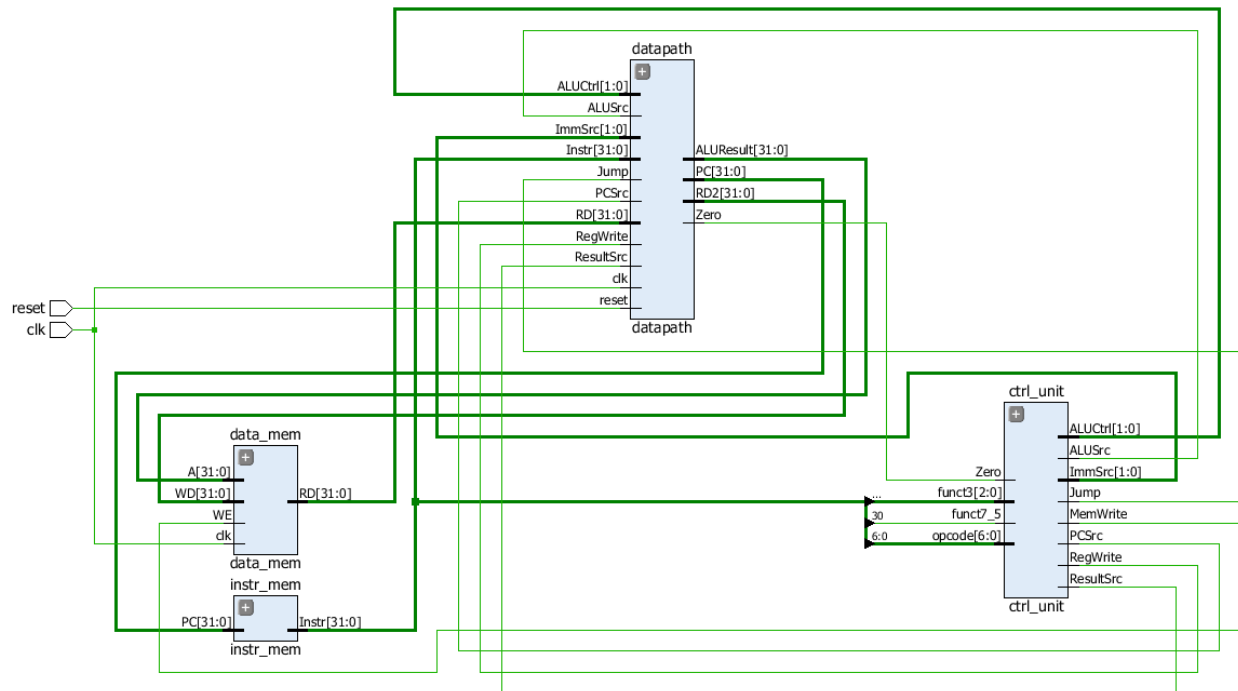 datapath
ALUCtrl[1:0]
ALUSrc
ImmSrc[1:0]
Instr[31:0]
Jump
PCSrc
RD[31:0]
RegWrite
ResultSrc
clk
reset
ALUResult[31:0]
PC[31:0]
RD2[31:0]
Zero
datapath
reset
clk
data_mem
A[31:0]
WD[31:0]
WE
clk
RD[31:0]
data_mem
instr_mem
PC[31:0]
Instr[31:0]
instr_mem
ctrl_unit
Zero
... funct3[2:0]
30 funct7_5
6:0 opcode[6:0]
ALUCtrl[1:0]
ALUSrc
ImmSrc[1:0]
Jump
MemWrite
PCSrc
RegWrite
ResultSrc
ctrl_unit